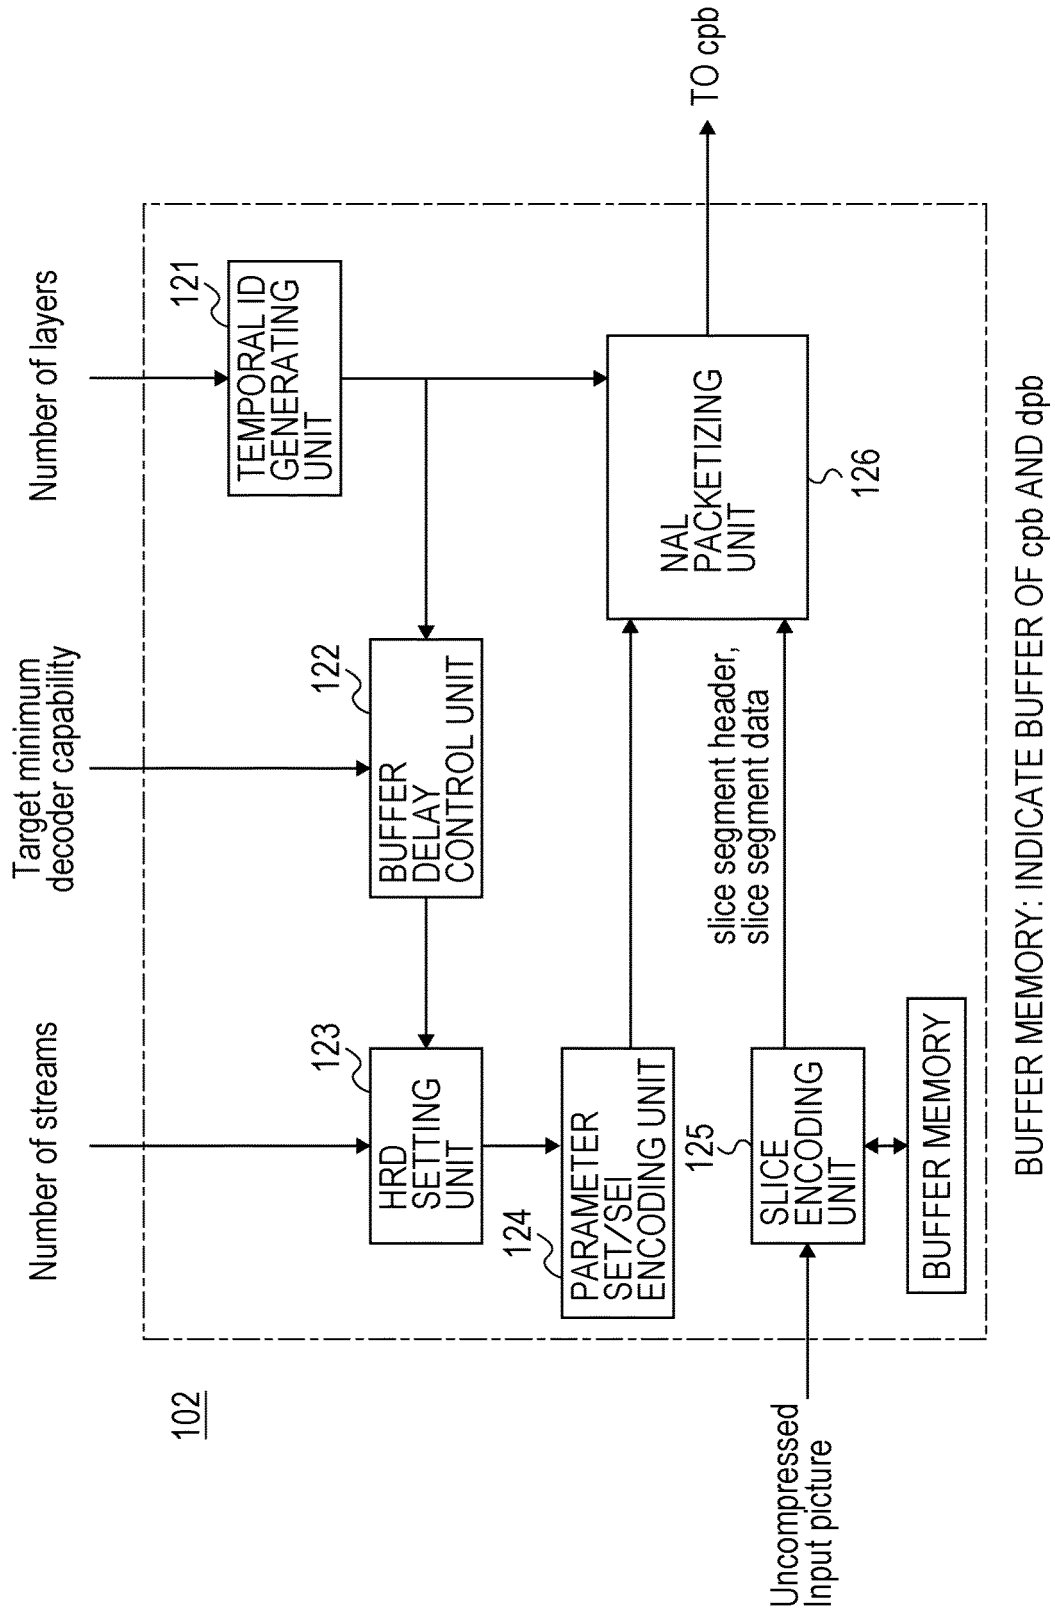 102
Number of streams
Target minimum
decoder capability
Number of layers
123
HRD
SETTING
UNIT
122
BUFFER
DELAY
CONTROL UNIT
121
TEMPORAL ID
GENERATING
UNIT
124
PARAMETER
SET/SEI
ENCODING UNIT
125
SLICE
ENCODING
UNIT
slice segment header,
slice segment data
NAL
PACKETIZING
UNIT
126
TO cpb
Uncompressed
Input picture
BUFFER MEMORY
BUFFER MEMORY: INDICATE BUFFER OF cpb AND dpb